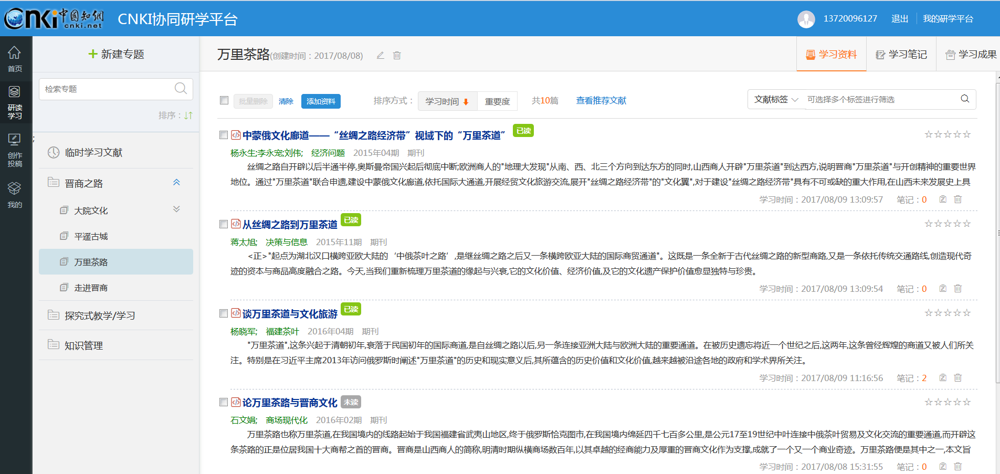 Cnki中国知網
cnki.net
CNKI协同研学平台
13720096127 退出 我的研学平台
首页
研读
学习
创作
投稿
我的
+ 新建专题
检索专题
排序：
;
临时学习文献
晋商之路
大院文化
平遥古城
万里茶路
走进晋商
探究式教学/学习
知识管理
万里茶路(创建时间：2017/08/08)
学习资料 学习笔记 学习成果
批量删除 清除 添加资料 排序方式： 学习时间 重要度 共10篇 查看推荐文献 文献标签 可选择多个标签进行筛选
中蒙俄文化廊道——“丝绸之路经济带”视域下的“万里茶道” 已读
杨永生;李永宠;刘伟; 经济问题 2015年04期 期刊
丝绸之路自开辟以后半通半停,奥斯曼帝国兴起后彻底中断;欧洲商人的"地理大发现"从南、西、北三个方向到达东方的同时,山西商人开辟"万里茶道"到达西方,说明晋商"万里茶道"与开创精神的重要世界
地位。通过"万里茶道"联合申遗,建设中蒙俄文化廊道,依托国际大通道,开展经贸文化旅游交流,展开"丝绸之路经济带"的"文化翼",对于建设"丝绸之路经济带"具有不可或缺的重大作用,在山西未来发展史上具
学习时间：2017/08/09 13:09:57 笔记：0
从丝绸之路到万里茶道 已读
蒋太旭; 决策与信息 2015年11期 期刊
<正>"起点为湖北汉口横跨亚欧大陆的‘中俄茶叶之路’,是继丝绸之路之后又一条横跨欧亚大陆的国际商贸通道"。这既是一条全新于古代丝绸之路的新型商路,又是一条依托传统交通路线,创造现代奇
迹的资本与商品高度融合之路。今天,当我们重新梳理万里茶道的缘起与兴衰,它的文化价值、经济价值,及它的文化遗产保护价值愈显独特与珍贵。
学习时间：2017/08/09 13:09:54 笔记：0
谈万里茶道与文化旅游 已读
杨晓军; 福建茶叶 2016年04期 期刊
"万里茶道",这条兴起于清朝初年,衰落于民国初年的国际商道,是自丝绸之路以后,另一条连接亚洲大陆与欧洲大陆的重要通道。在被历史遗忘将近一个世纪之后,这两年,这条曾经辉煌的商道又被人们所关
注。特别是在习近平主席2013年访问俄罗斯时阐述"万里茶道"的历史和现实意义后,其所蕴含的历史价值和文化价值,越来越被沿途各地的政府和学术界所关注。
学习时间：2017/08/09 11:16:56 笔记：2
论万里茶路与晋商文化 未读
石文娟; 商场现代化 2016年02期 期刊
万里茶路也称万里茶道,在我国境内的线路起始于我国福建省武夷山地区,终于俄罗斯恰克图市,在我国境内绵延四千七百多公里,是公元17至19世纪中叶连接中俄茶叶贸易及文化交流的重要通道,而开辟这
条茶路的正是位居我国十大商帮之首的晋商。晋商是山西商人的简称,明清时期纵横商场数百年,以其卓越的经商能力及厚重的晋商文化作为支撑,成就了一个又一个商业奇迹。万里茶路便是其中之一,本文旨
学习时间：2017/08/08 15:31:55 笔记：0